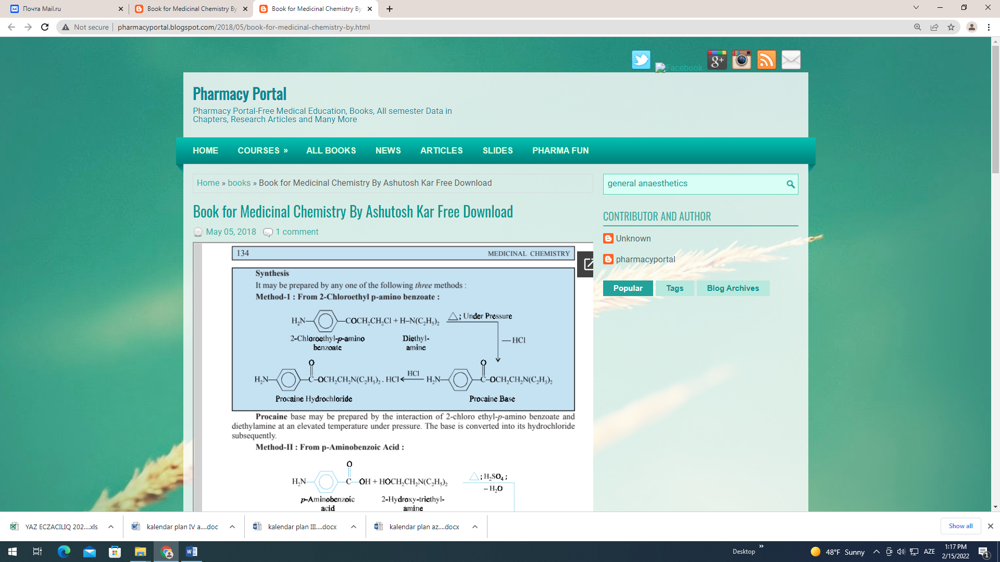 Почта Mail.ru
Book for Medicinal Chemistry By
Book for Medicinal Chemistry By
Not secure
pharmacyportal.blogspot.com/2018/05/book-for-medicinal-chemistry-by.html
Facebook
g+
Pharmacy Portal
Pharmacy Portal-Free Medical Education, Books, All semester Data in
Chapters, Research Articles and Many More
HOME COURSES » ALL BOOKS NEWS ARTICLES SLIDES PHARMA FUN
Home » books » Book for Medicinal Chemistry By Ashutosh Kar Free Download
general anaesthetics
Book for Medicinal Chemistry By Ashutosh Kar Free Download
May 05, 2018 1 comment
CONTRIBUTOR AND AUTHOR
Unknown
pharmacyportal
Popular Tags Blog Archives
134 MEDICINAL CHEMISTRY
Synthesis
It may be prepared by any one of the following three methods :
Method-1 : From 2-Chloroethyl p-amino benzoate :
H₂N COCH₂CH₂Cl + H–N(C₂H₅)₂ △; Under Pressure
2-Chloroethyl-p-amino
benzoate
Diethyl-
amine
— HCl
O O
H₂N C–OCH₂CH₂N(C₂H₅)₂ . HCl HCl H₂N C–OCH₂CH₂N(C₂H₅)₂
Procaine Hydrochloride Procaine Base
Procaine base may be prepared by the interaction of 2-chloro ethyl-p-amino benzoate and
diethylamine at an elevated temperature under pressure. The base is converted into its hydrochloride
subsequently.
Method-II : From p-Aminobenzoic Acid :
O
H₂N C OH + HOCH₂CH₂N(C₂H₅)₂ △; H₂SO₄ ;
– H₂O
p-Aminobenzoic
acid
2-Hydroxy-triethyl-
amine
YAZ ECZACILIQ 202....xls
kalendar plan IV a....doc
kalendar plan III....docx
kalendar plan az....docx
Show all
Desktop
48°F Sunny
AZE
1:17 PM
2/15/2022
1